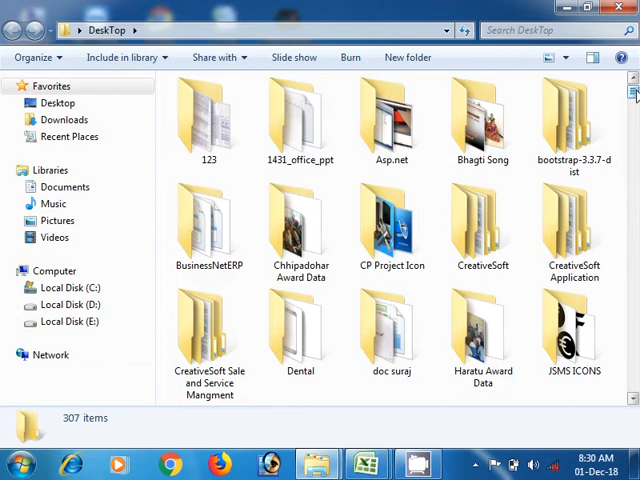 DeskTop
Search DeskTop
Organize
Include in library
Share with
Slide show
Burn
New folder
Favorites
Desktop
Downloads
Recent Places
Libraries
Documents
Music
Pictures
Videos
Computer
Local Disk (C:)
Local Disk (D:)
Local Disk (E:)
Network
123
1431_office_ppt
Asp.net
Bhagti Song
bootstrap-3.3.7-d
ist
BusinessNetERP
Chhipadohar
Award Data
CP Project Icon
CreativeSoft
CreativeSoft
Application
CreativeSoft Sale
and Service
Mangment
Dental
doc suraj
Haratu Award
Data
JSMS ICONS
307 items
8:30 AM
01-Dec-18